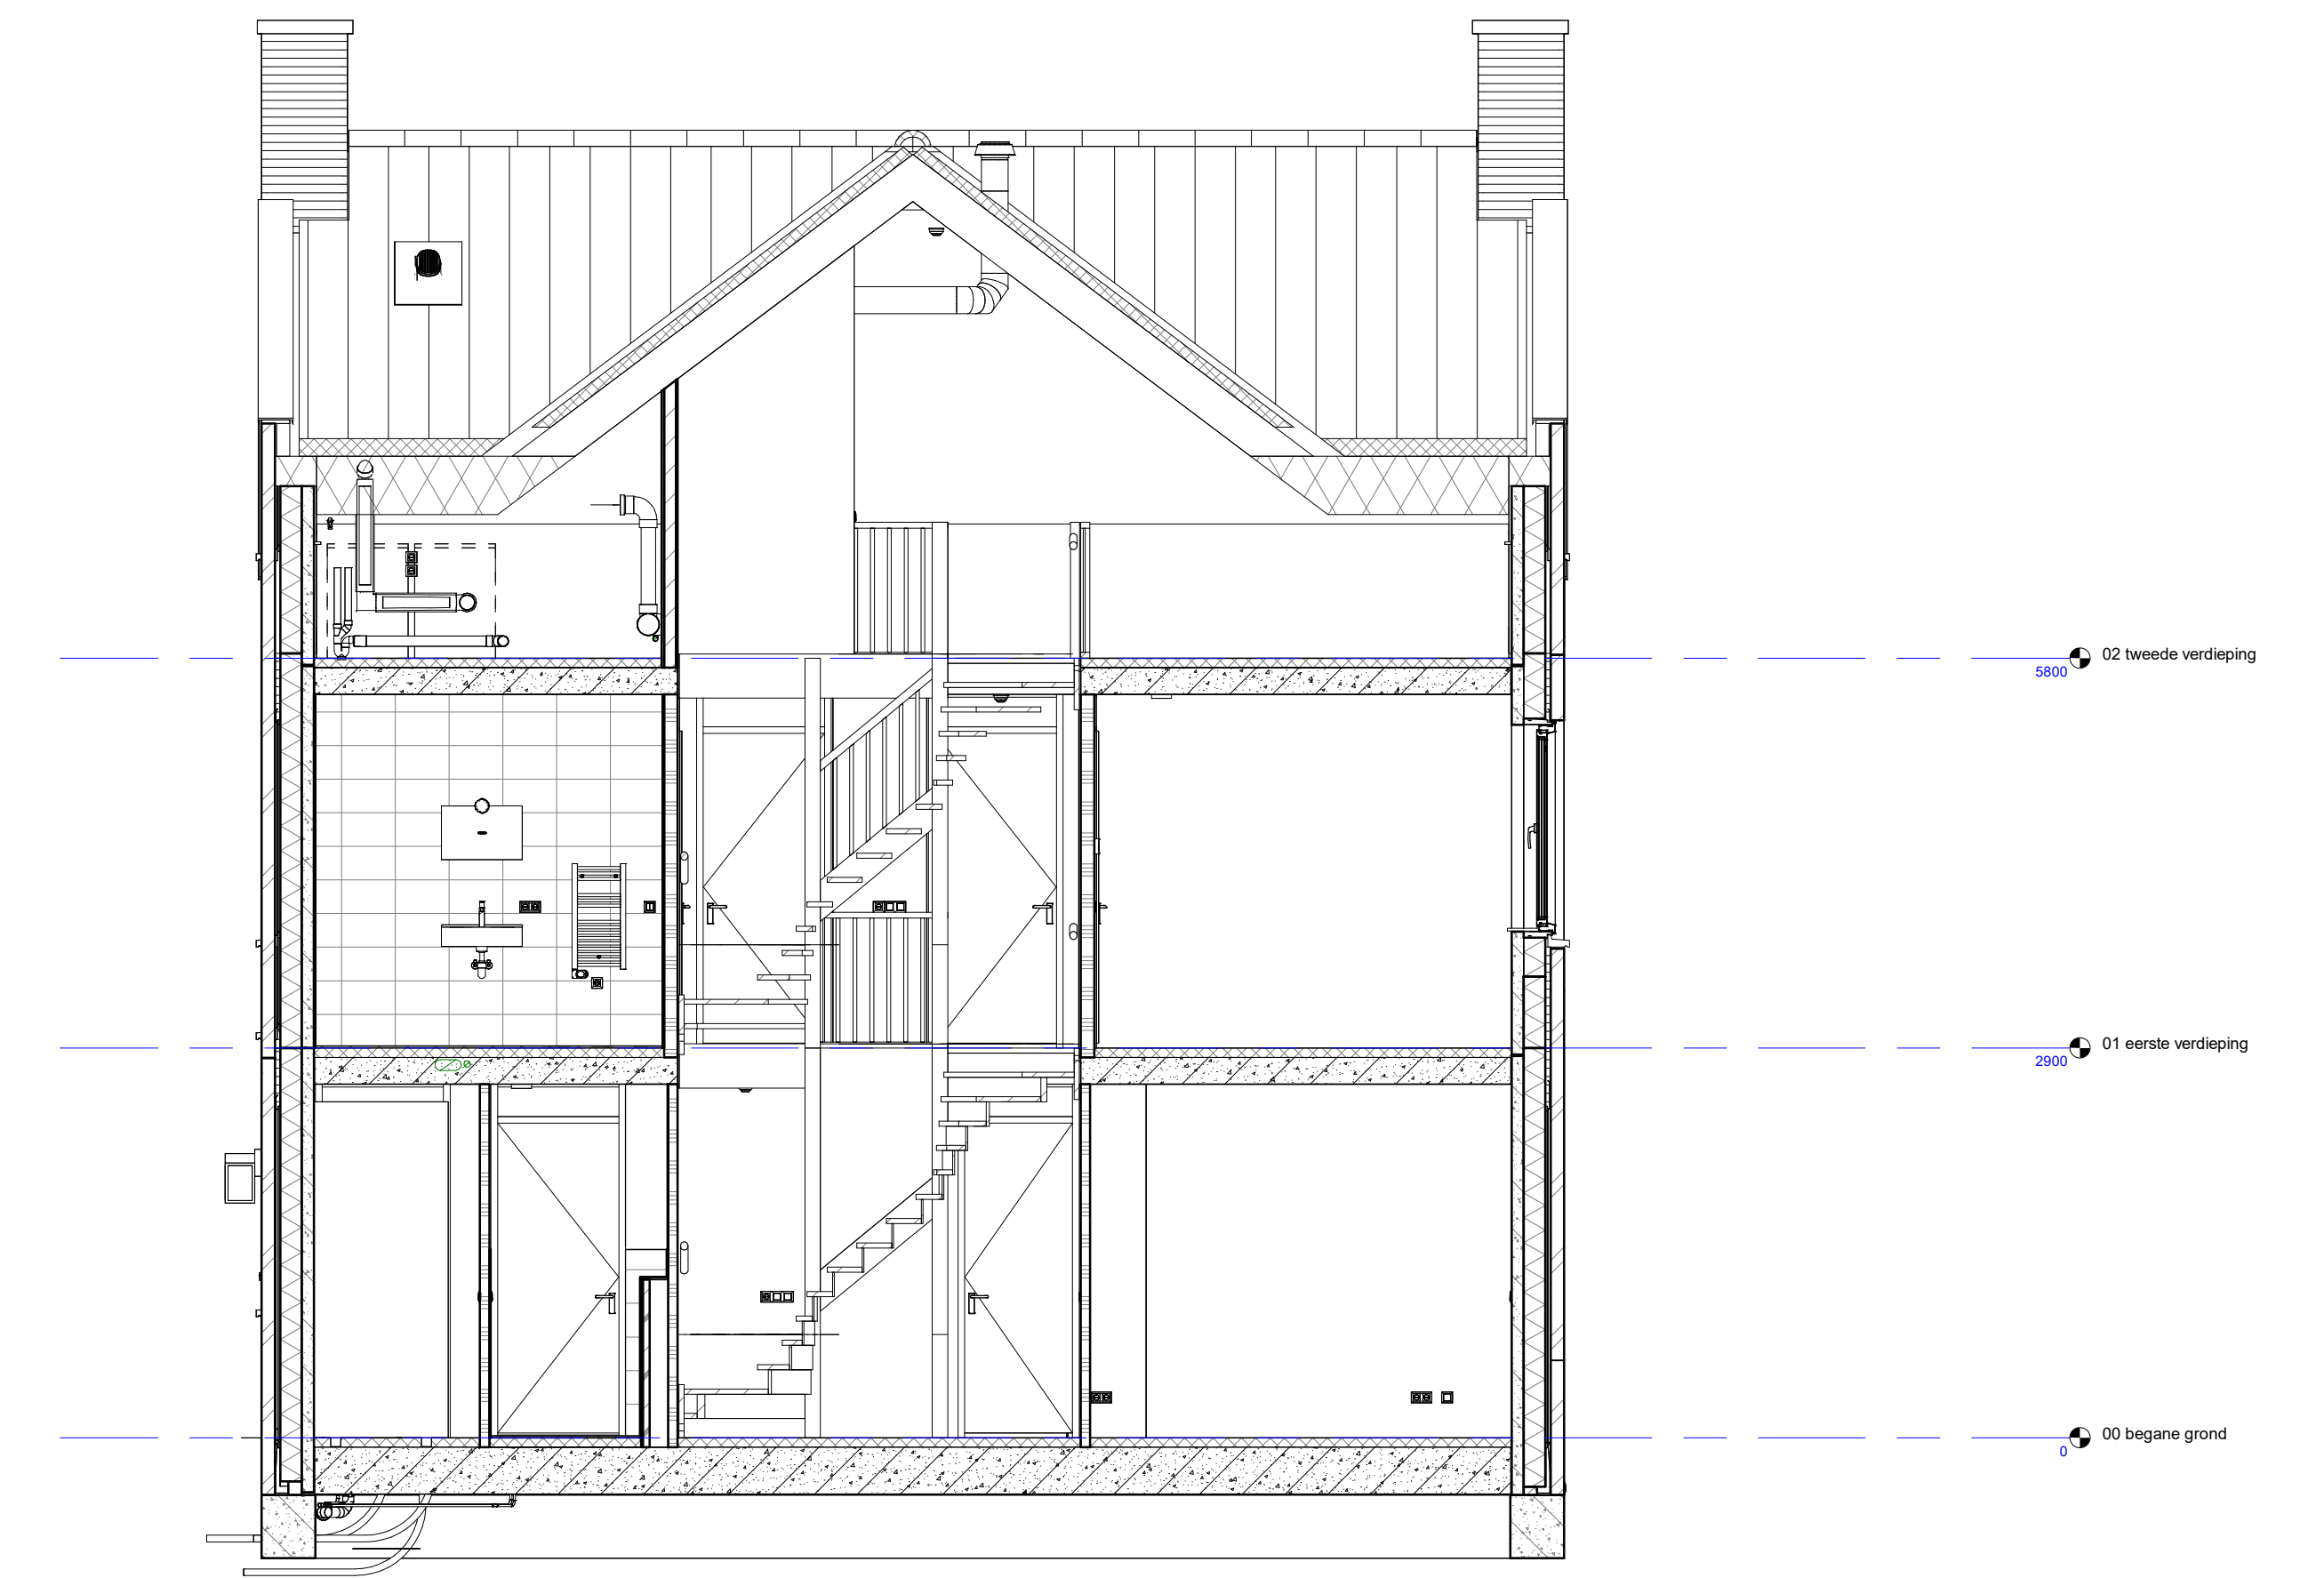 02 tweede verdieping
5800
01 eerste verdieping
2900
00 begane grond
0